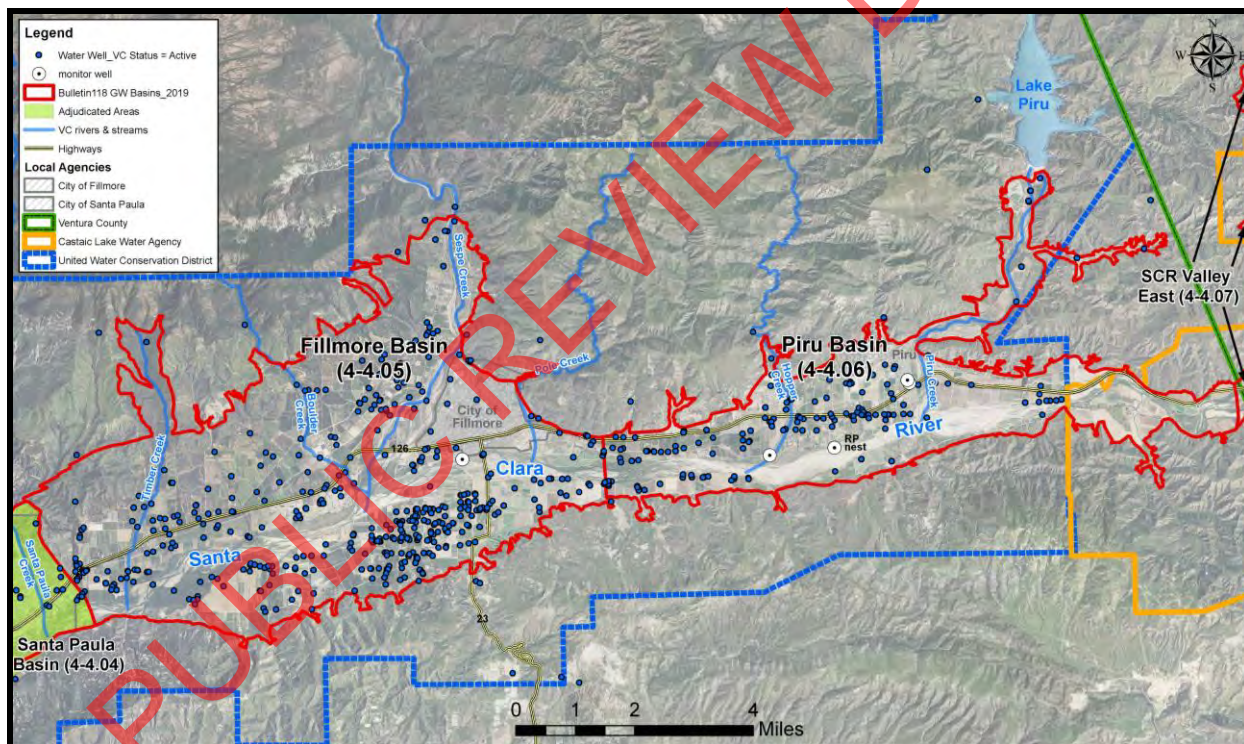 Legend
Water Well_VC Status = Active
monitor well
Bulletin118 GW Basins_2019
Adjudicated Areas
VC rivers & streams
Highways
Local Agencies
City of Fillmore
City of Santa Paula
Ventura County
Castaic Lake Water Agency
United Water Conservation District
N
W E
S
Lake
Piru
SCR Valley
East (4-4.07)
Sespe Creek
Fillmore Basin
(4-4.05)
Piru Basin
(4-4.06)
Piru
Pole Creek
Hopper
Creek
Piru Creek
Boulder
Creek
City of
Fillmore
Timber Creek
126
RP
nest
River
Clara
Santa
Santa Paula
Creek
23
Santa Paula
Basin (4-4.04)
0 1 2 4
Miles
PUBLIC REVIEW